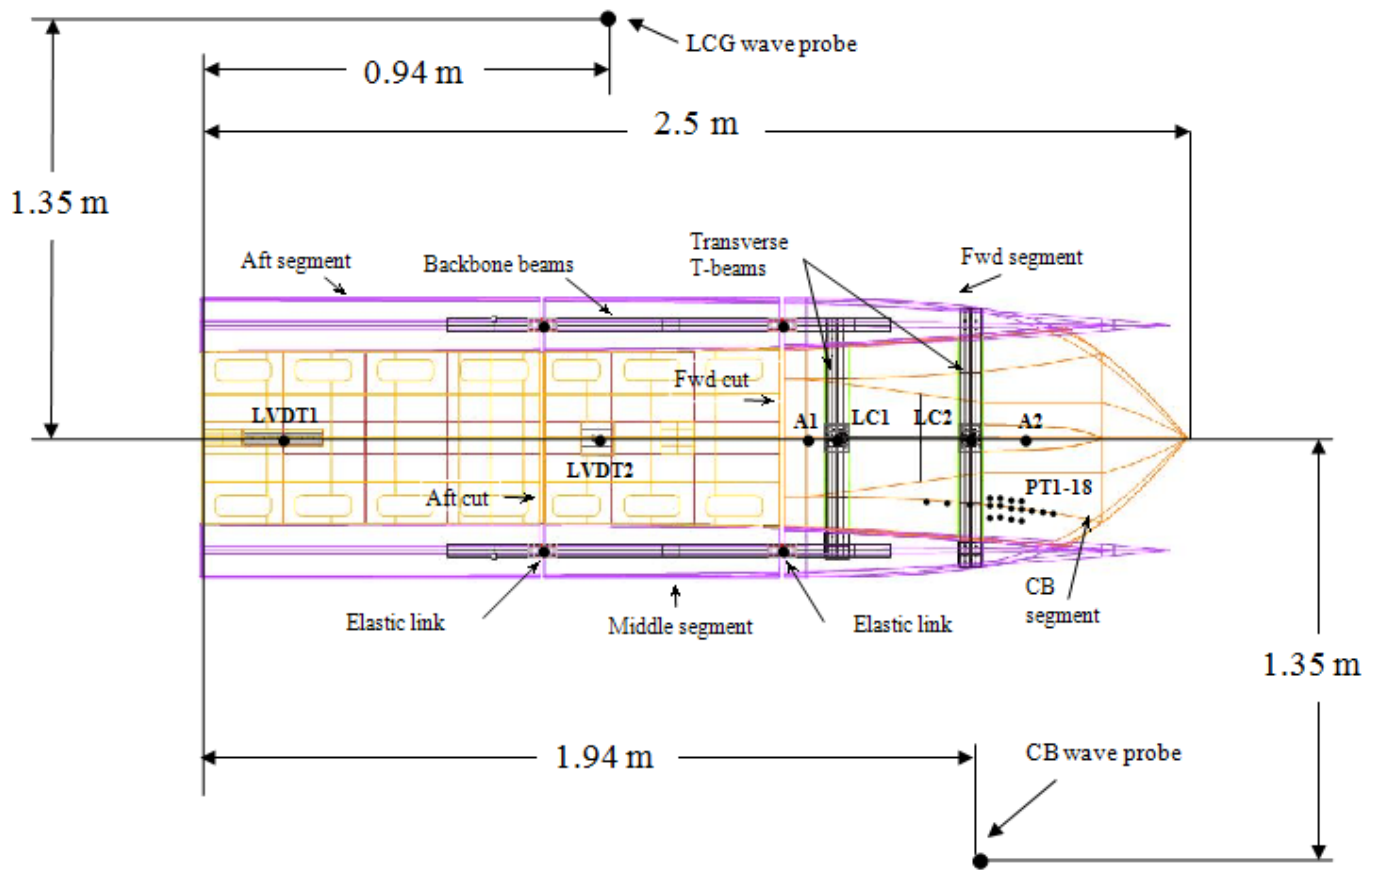 LCG wave probe
0.94 m
2.5 m
1.35 m
Aft segment
Backbone beams
Transverse
T-beams
Fwd segment
Fwd cut
LVDT1
A1
LC1
LC2
A2
LVDT2
Aft cut
PT1-18
CB
segment
Elastic link
Middle segment
Elastic link
1.35 m
1.94 m
CB wave probe